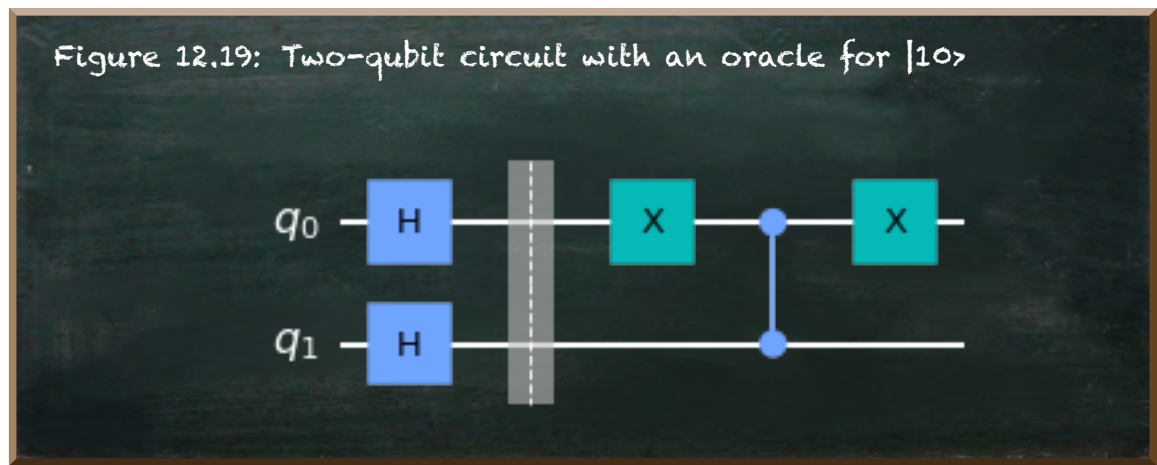 Figure 12.19: Two-qubit circuit with an oracle for |10>
q₀ H X X
q₁ H